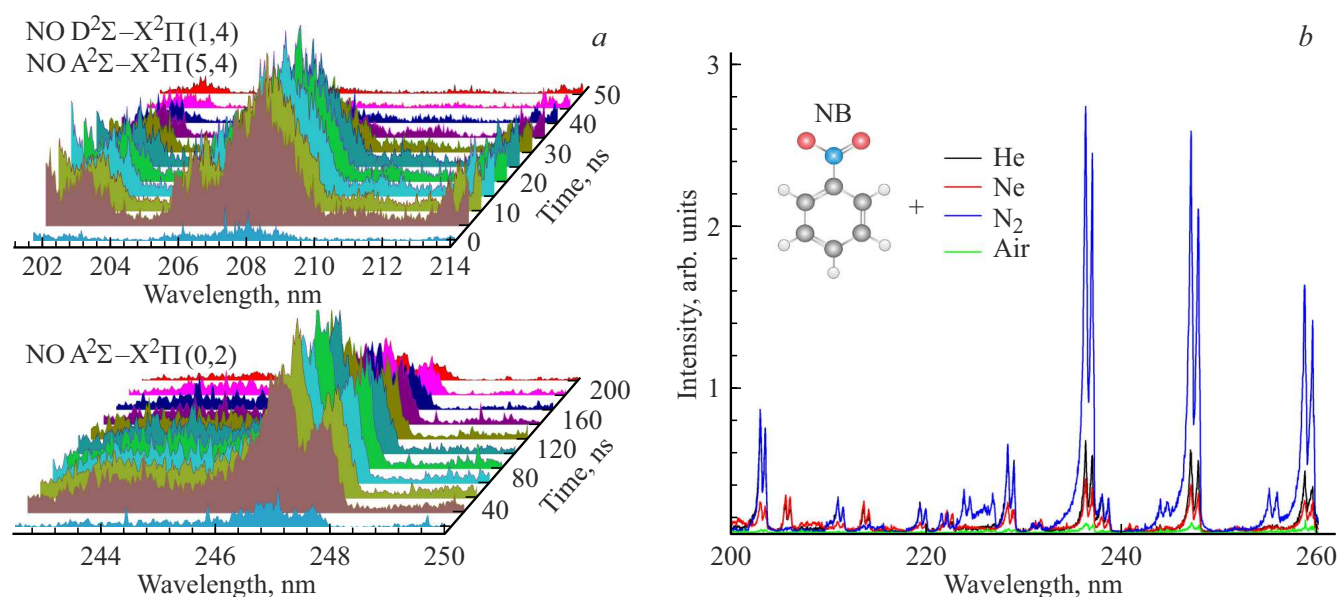 NO D²Σ–X²Π(1,4)
NO A²Σ–X²Π(5,4)
a
50
40
30
20
10
0
Time, ns
202 204 206 208 210 212 214
Wavelength, nm
NO A²Σ–X²Π(0,2)
200
160
120
80
40
Time, ns
244 246 248 250
Wavelength, nm
b
3
2
1
Intensity, arb. units
NB
+
He
Ne
N₂
Air
200 220 240 260
Wavelength, nm